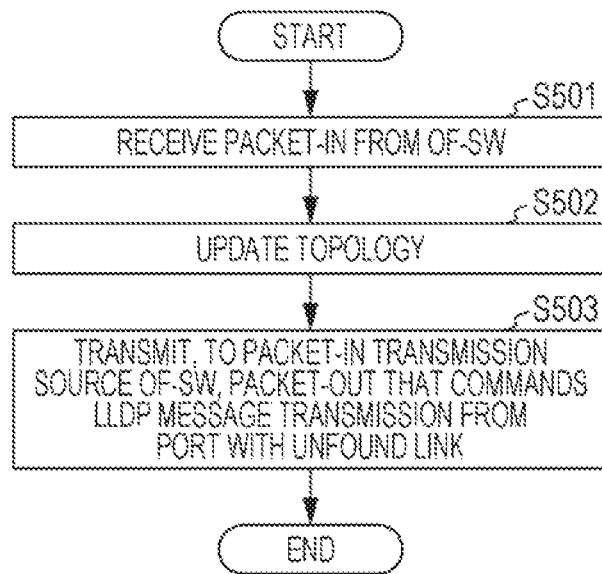 START
S501
RECEIVE PACKET-IN FROM OF-SW
S502
UPDATE TOPOLOGY
S503
TRANSMIT, TO PACKET-IN TRANSMISSION
SOURCE OF-SW, PACKET-OUT THAT COMMANDS
LLDP MESSAGE TRANSMISSION FROM
PORT WITH UNFOUND LINK
END